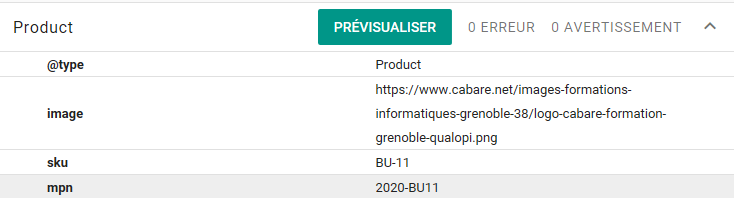 Product PRÉVISUALISER 0 ERREUR 0 AVERTISSEMENT
@type Product
image https://www.cabare.net/images-formations-
informatiques-grenoble-38/logo-cabare-formation-
grenoble-qualopi.png
sku BU-11
mpn 2020-BU11